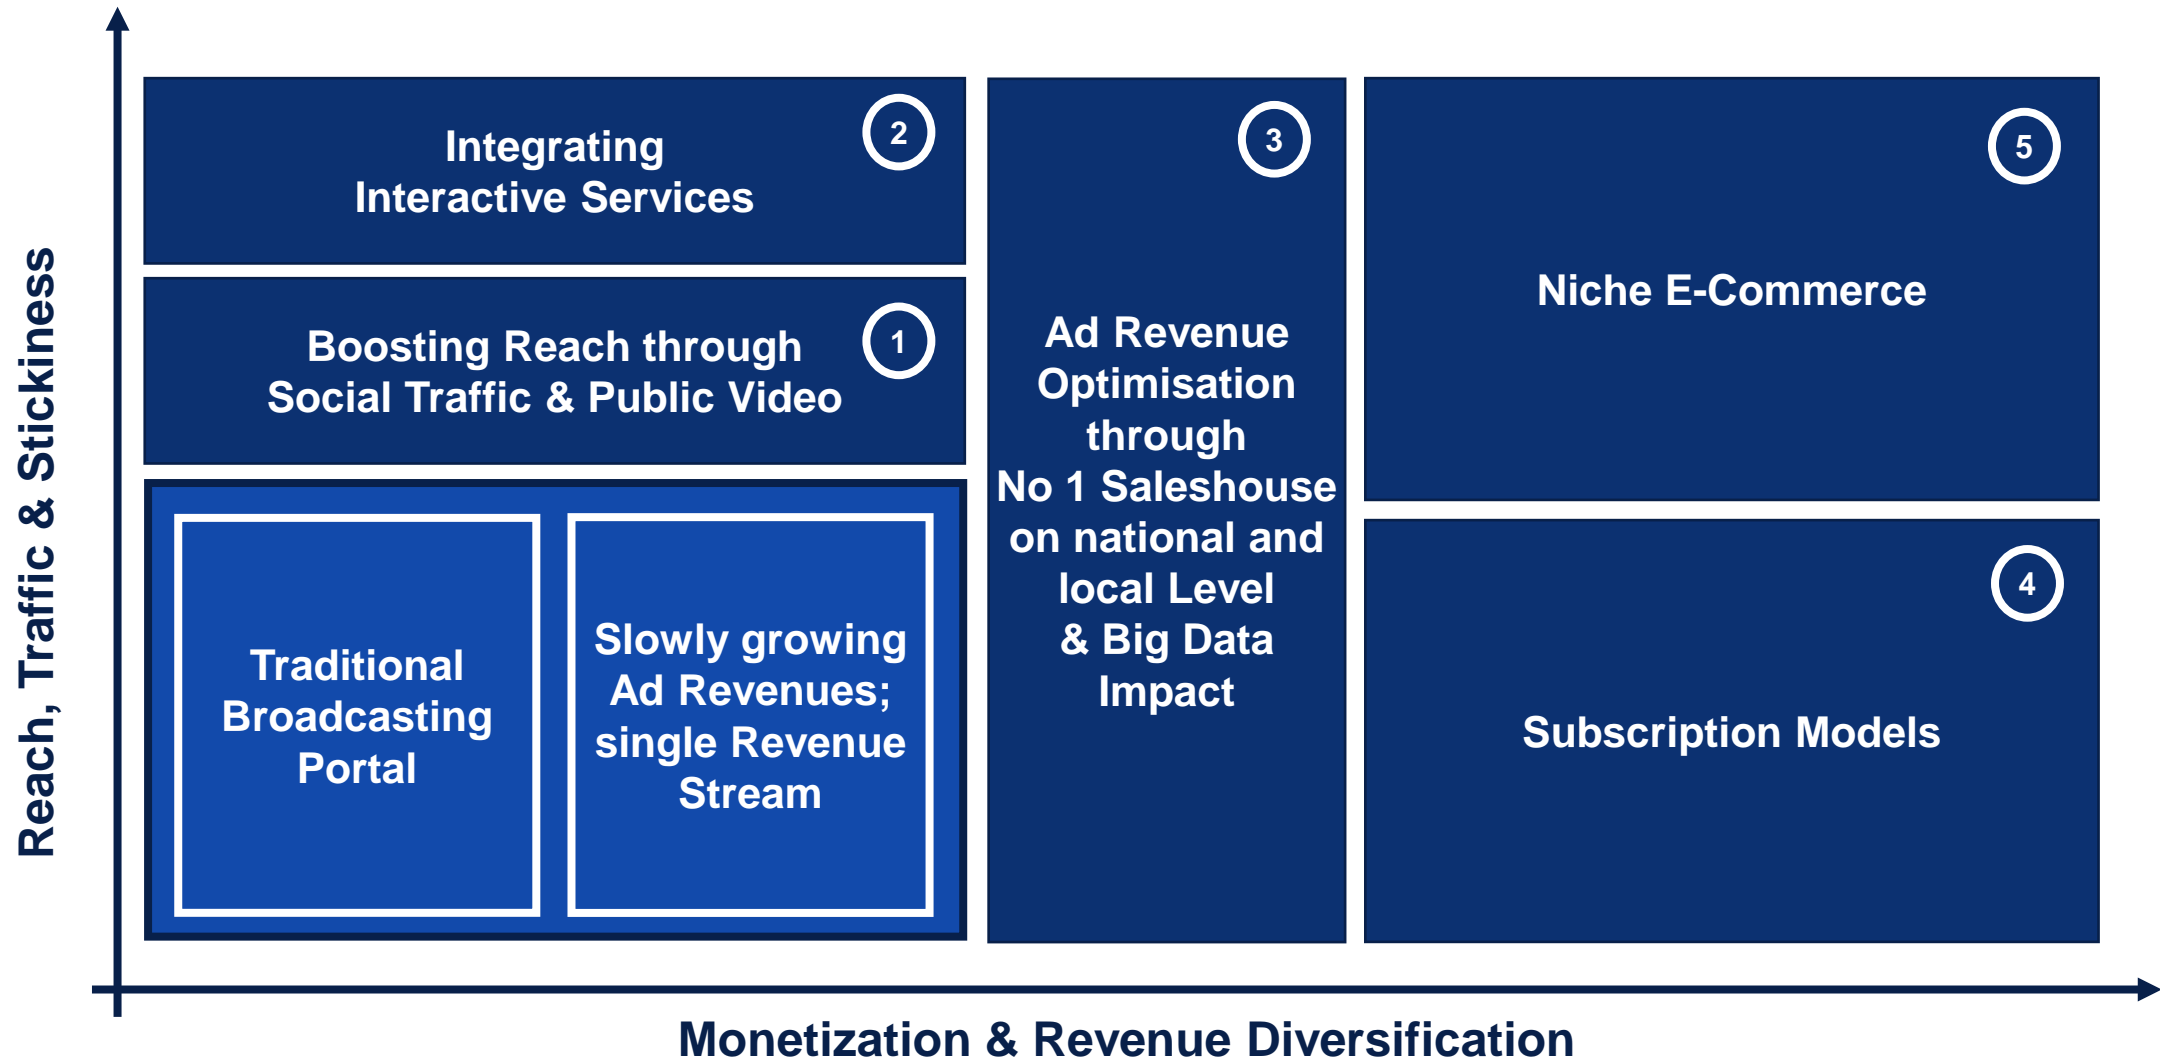 Reach, Traffic & Stickiness
Integrating
Interactive Services
2
Boosting Reach through
Social Traffic & Public Video
1
Traditional
Broadcasting
Portal
Slowly growing
Ad Revenues;
single Revenue
Stream
3
Ad Revenue
Optimisation
through
No 1 Saleshouse
on national and
local Level
& Big Data
Impact
5
Niche E-Commerce
4
Subscription Models
Monetization & Revenue Diversification